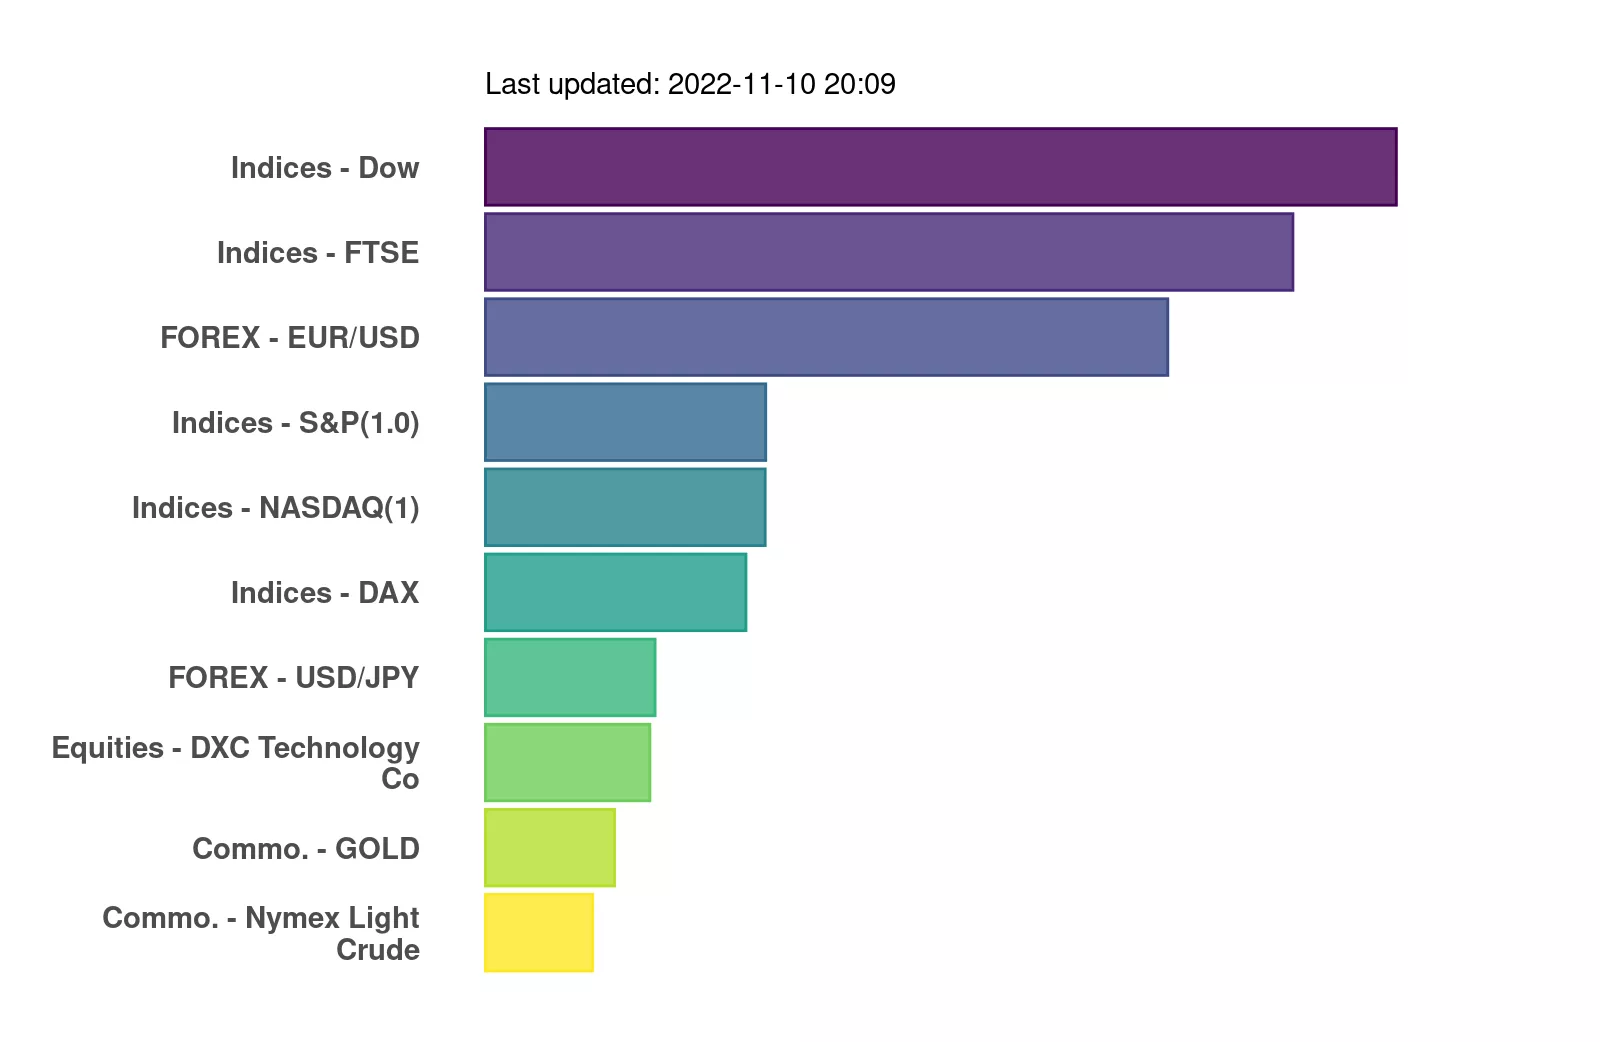 Last updated: 2022-11-10 20:09
Indices - Dow
Indices - FTSE
FOREX - EUR/USD
Indices - S&P(1.0)
Indices - NASDAQ(1)
Indices - DAX
FOREX - USD/JPY
Equities - DXC Technology
Co
Commo. - GOLD
Commo. - Nymex Light
Crude